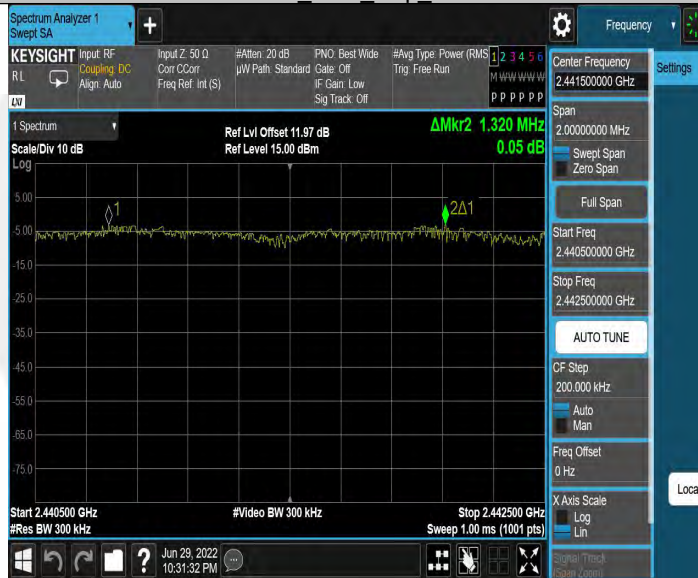 Spectrum Analyzer 1
Swept SA
Frequency
KEYSIGHT
RL
LXI
Input: RF
Coupling: DC
Align: Auto
Input Z: 50 Ω
Corr CCorr
Freq Ref: Int (S)
#Atten: 20 dB
µW Path: Standard
PNO: Best Wide
Gate: Off
IF Gain: Low
Sig Track: Off
#Avg Type: Power (RMS
Trig: Free Run
1 2 3 4 5 6
M W W W W W
P P P P P P
1 Spectrum
Scale/Div 10 dB
Log
Ref Lvl Offset 11.97 dB
Ref Level 15.00 dBm
ΔMkr2 1.320 MHz
0.05 dB
5.00
-5.00
-15.0
-25.0
-35.0
-45.0
-55.0
-65.0
-75.0
1
2Δ1
Start 2.440500 GHz
#Res BW 300 kHz
#Video BW 300 kHz
Stop 2.442500 GHz
Sweep 1.00 ms (1001 pts)
Jun 29, 2022
10:31:32 PM
Center Frequency
2.441500000 GHz
Span
2.00000000 MHz
Swept Span
Zero Span
Full Span
Start Freq
2.440500000 GHz
Stop Freq
2.442500000 GHz
AUTO TUNE
CF Step
200.000 kHz
Auto
Man
Freq Offset
0 Hz
X Axis Scale
Log
Lin
Signal Track
(Span Zoom)
Settings
Loca